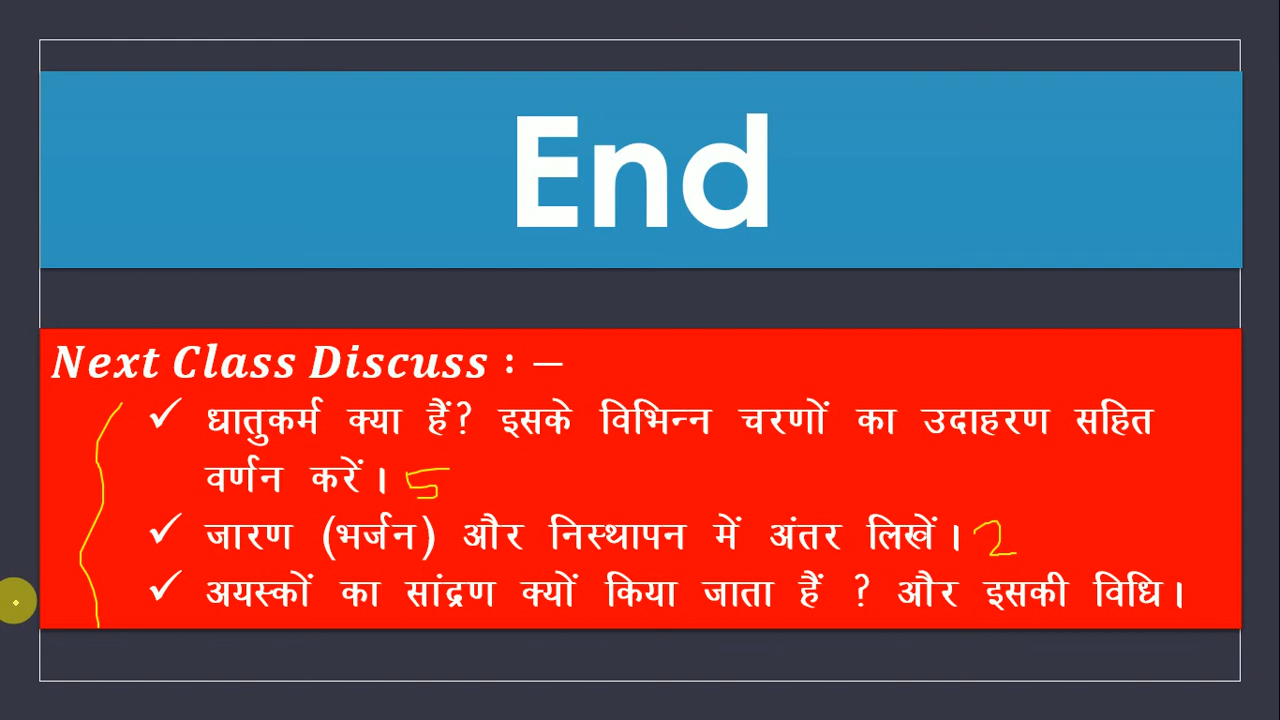 End
Next Class Discuss : –
✓ धातुकर्म क्या हैं? इसके विभिन्न चरणों का उदाहरण सहित
वर्णन करें। 5
✓ जारण (भर्जन) और निस्थापन में अंतर लिखें। 2
✓ अयस्कों का सांद्रण क्यों किया जाता हैं ? और इसकी विधि।